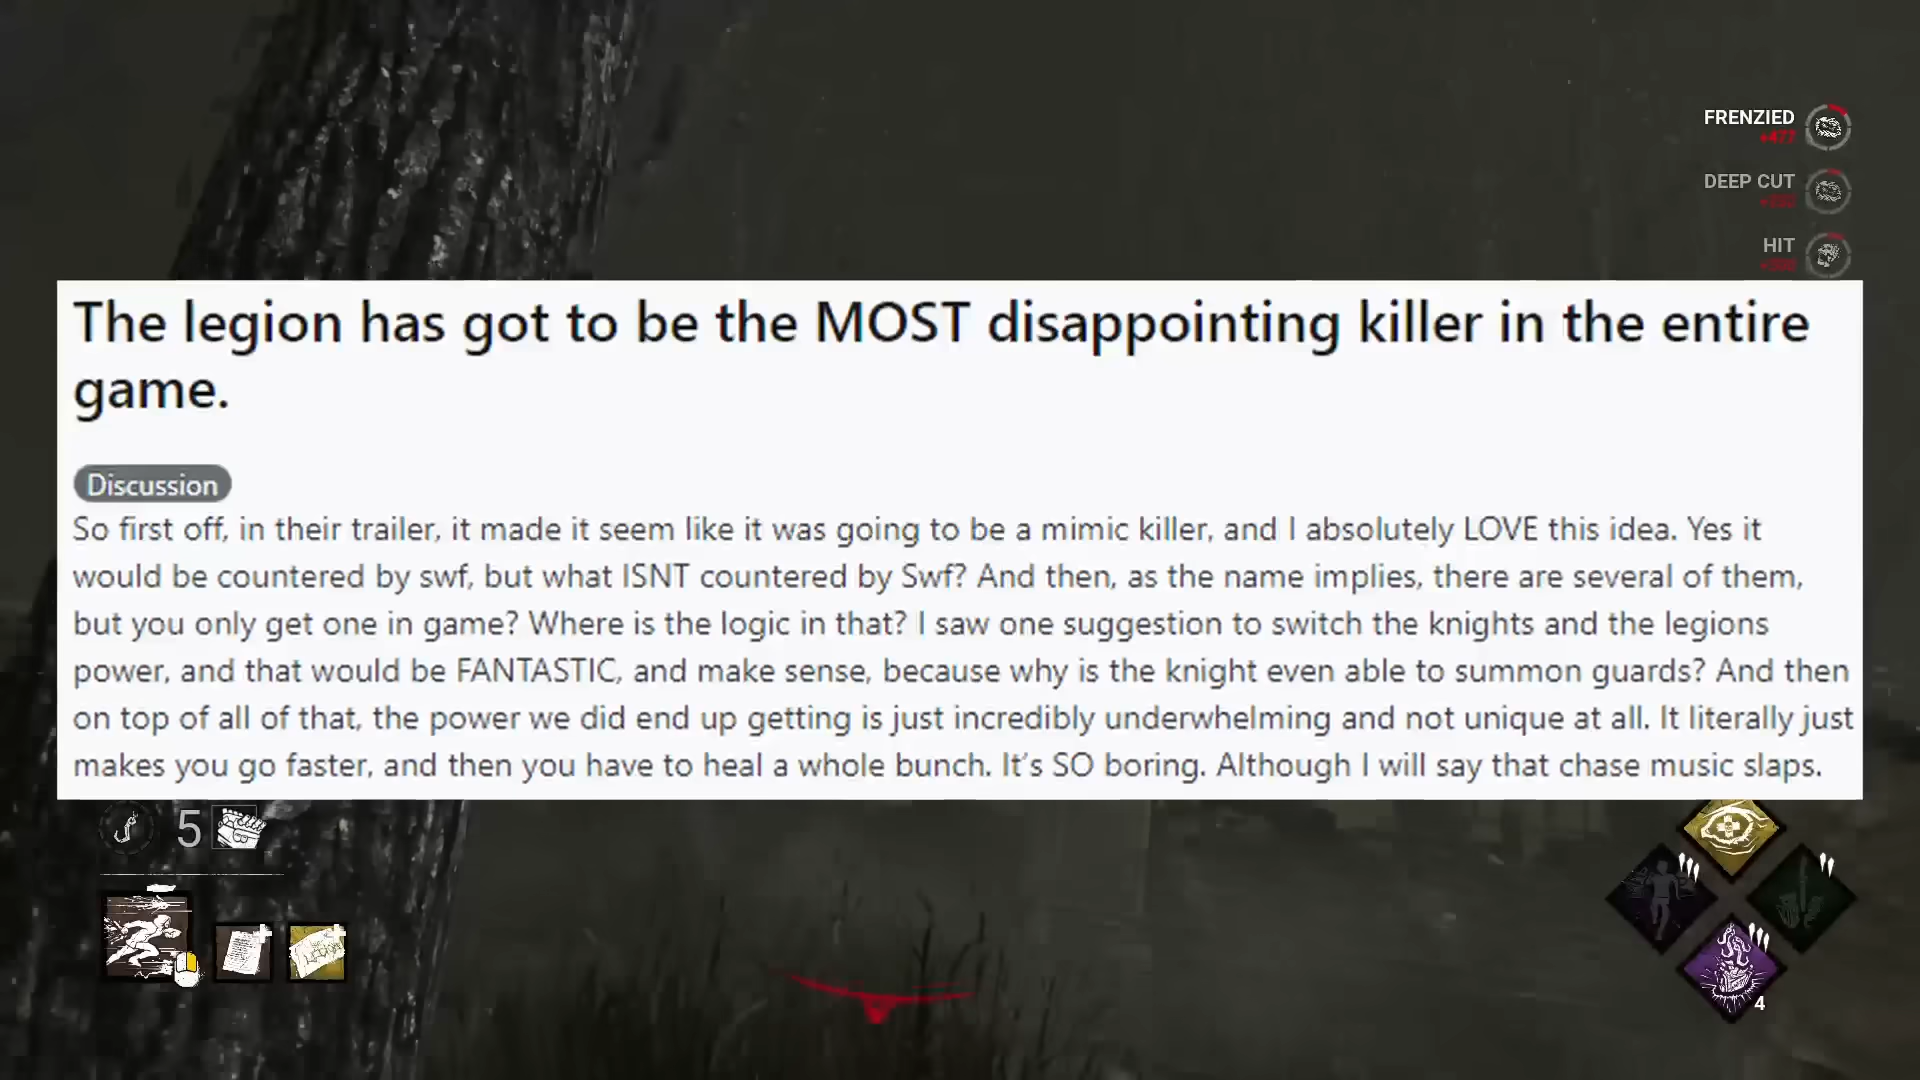 FRENZIED
+477
DEEP CUT
HIT
The legion has got to be the MOST disappointing killer in the entire
game.
Discussion
So first off, in their trailer, it made it seem like it was going to be a mimic killer, and I absolutely LOVE this idea. Yes it
would be countered by swf, but what ISNT countered by Swf? And then, as the name implies, there are several of them,
but you only get one in game? Where is the logic in that? I saw one suggestion to switch the knights and the legions
power, and that would be FANTASTIC, and make sense, because why is the knight even able to summon guards? And then
on top of all of that, the power we did end up getting is just incredibly underwhelming and not unique at all. It literally just
makes you go faster, and then you have to heal a whole bunch. It's SO boring. Although I will say that chase music slaps.
5
4